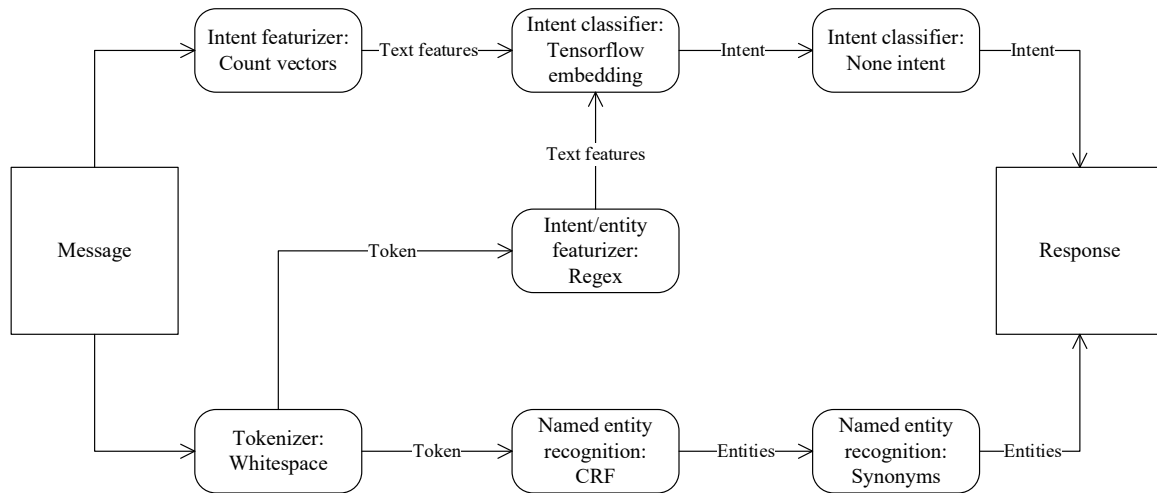 Intent featurizer:
Count vectors
Text features
Intent classifier:
Tensorflow
embedding
Intent
Intent classifier:
None intent
Intent
Text features
Message
Token
Intent/entity
featurizer:
Regex
Response
Tokenizer:
Whitespace
Token
Named entity
recognition:
CRF
Entities
Named entity
recognition:
Synonyms
Entities